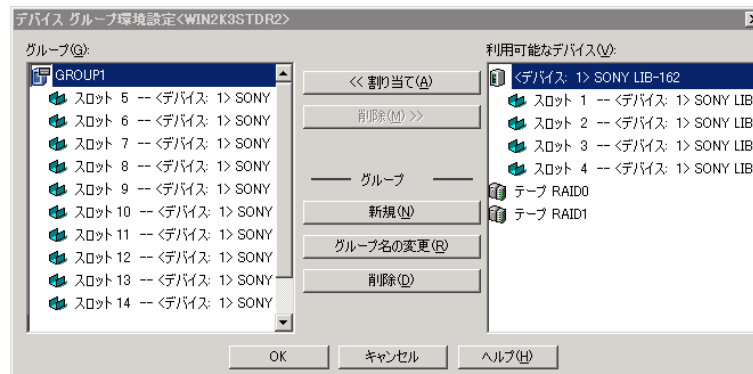 デバイス グループ環境設定<WIN2K3STDR2>
グループ(G):
GROUP1
スロット 5 -- <デバイス: 1> SONY
スロット 6 -- <デバイス: 1> SONY
スロット 7 -- <デバイス: 1> SONY
スロット 8 -- <デバイス: 1> SONY
スロット 9 -- <デバイス: 1> SONY
スロット 10 -- <デバイス: 1> SONY
スロット 11 -- <デバイス: 1> SONY
スロット 12 -- <デバイス: 1> SONY
スロット 13 -- <デバイス: 1> SONY
スロット 14 -- <デバイス: 1> SONY
<< 割り当て(A)
削除(M) >>
グループ
新規(N)
グループ名の変更(R)
削除(D)
利用可能なデバイス(V):
<デバイス: 1> SONY LIB-162
スロット 1 -- <デバイス: 1> SONY LIB
スロット 2 -- <デバイス: 1> SONY LIB
スロット 3 -- <デバイス: 1> SONY LIB
スロット 4 -- <デバイス: 1> SONY LIB
テープ RAID0
テープ RAID1
OK
キャンセル
ヘルプ(H)